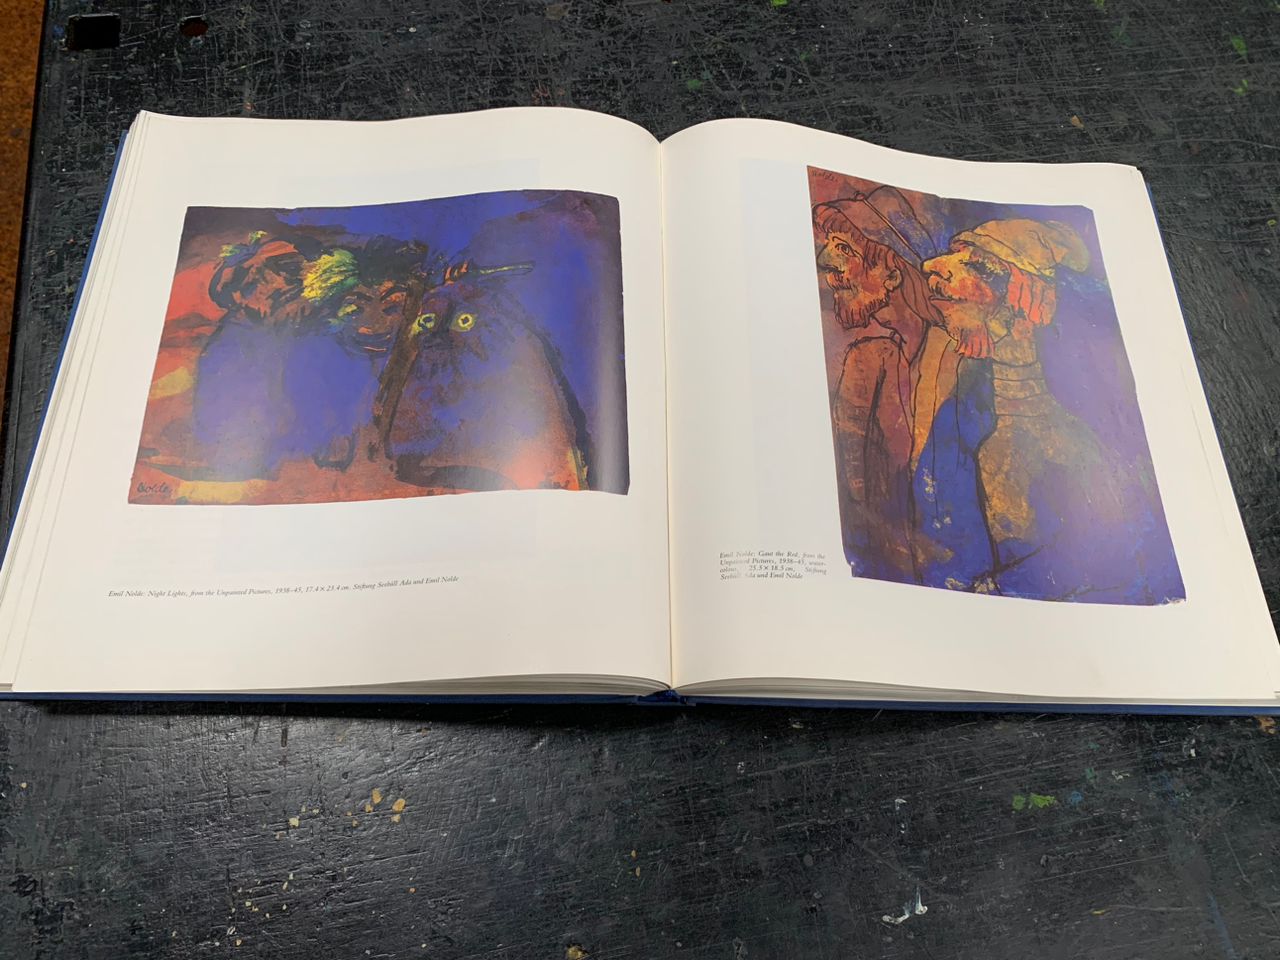 Nolde.
Emil Nolde: Night Lights, from the Unpainted Pictures, 1938–45, 17.4 × 23.4 cm. Stiftung Seebüll Ada und Emil Nolde
Nolde.
Emil Nolde: Gaut the Red, from the
Unpainted Pictures, 1938–45, water-
colour, 25.5 × 18.5 cm, Stiftung
Seebüll Ada und Emil Nolde